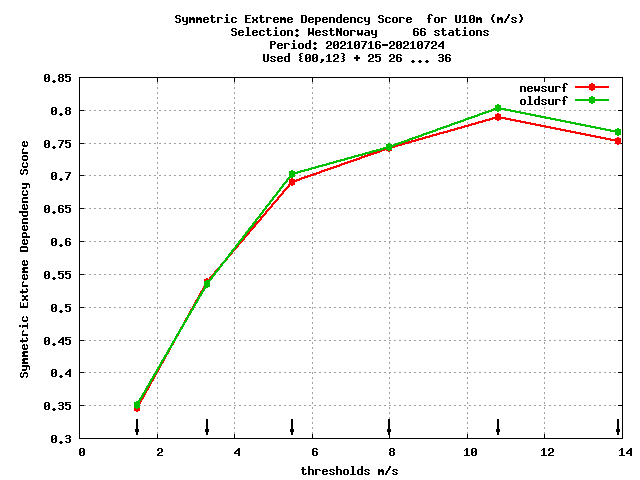 Symmetric Extreme Dependency Score  for U10m (m/s)
Selection: WestNorway     66 stations
Period: 20210716-20210724
Used {00,12} + 25 26 ... 36
newsurf
oldsurf
Symmetric Extreme Dependency Score
0.85
0.8
0.75
0.7
0.65
0.6
0.55
0.5
0.45
0.4
0.35
0.3
0 2 4 6 8 10 12 14
thresholds m/s